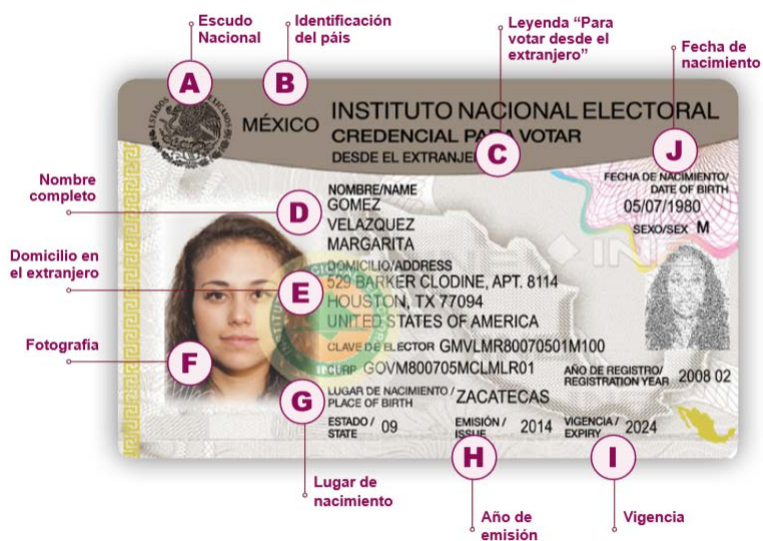 Escudo
Nacional
Identificación
del páis
Leyenda “Para
votar desde el
extranjero”
Fecha de
nacimiento
A
B
C
J
MÉXICO
INSTITUTO NACIONAL ELECTORAL
CREDENCIAL PARA VOTAR
DESDE EL EXTRANJE
Nombre
completo
D
NOMBRE/NAME
GOMEZ
VELAZQUEZ
MARGARITA
FECHA DE NACIMIENTO/
DATE OF BIRTH
05/07/1980
SEXO/SEX M
Domicilio en
el extranjero
E
DOMICILIO/ADDRESS
529 BARKER CLODINE, APT. 8114
HOUSTON, TX 77094
UNITED STATES OF AMERICA
Fotografia
F
CLAVE DE ELECTOR GMVLMR80070501M100
CURP GOVM800705MCLMLR01
AÑO DE REGISTRO/
REGISTRATION YEAR 2008 02
G
LUGAR DE NACIMIENTO /
PLACE OF BIRTH ZACATECAS
ESTADO /
STATE 09
EMISIÓN /
ISSUE 2014
VIGENCIA /
EXPIRY 2024
H
I
Lugar de
nacimiento
Año de
emisión
Vigencia